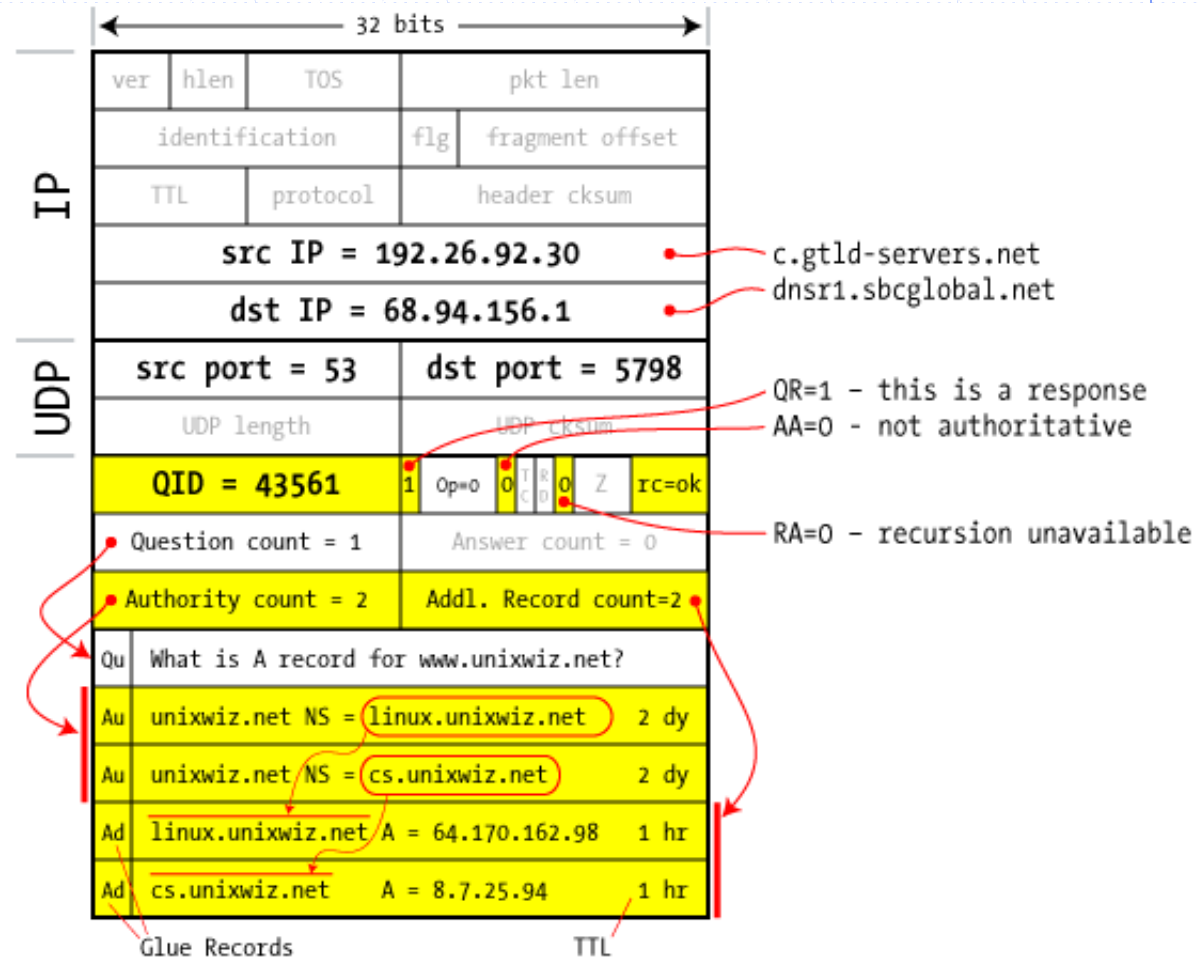 32 bits
IP
ver hlen TOS pkt len
identification flg fragment offset
TTL protocol header cksum
src IP = 192.26.92.30 c.gtld-servers.net
dst IP = 68.94.156.1 dnsr1.sbcglobal.net
UDP
src port = 53 dst port = 5798
QR=1 – this is a response
UDP length UDP cksum AA=0 - not authoritative
QID = 43561 1 Op=0 0 TC RD 0 Z rc=ok
RA=0 – recursion unavailable
Question count = 1 Answer count = 0
Authority count = 2 Addl. Record count=2
Qu What is A record for www.unixwiz.net?
Au unixwiz.net NS = linux.unixwiz.net 2 dy
Au unixwiz.net NS = cs.unixwiz.net 2 dy
Ad linux.unixwiz.net A = 64.170.162.98 1 hr
Ad cs.unixwiz.net A = 8.7.25.94 1 hr
Glue Records TTL